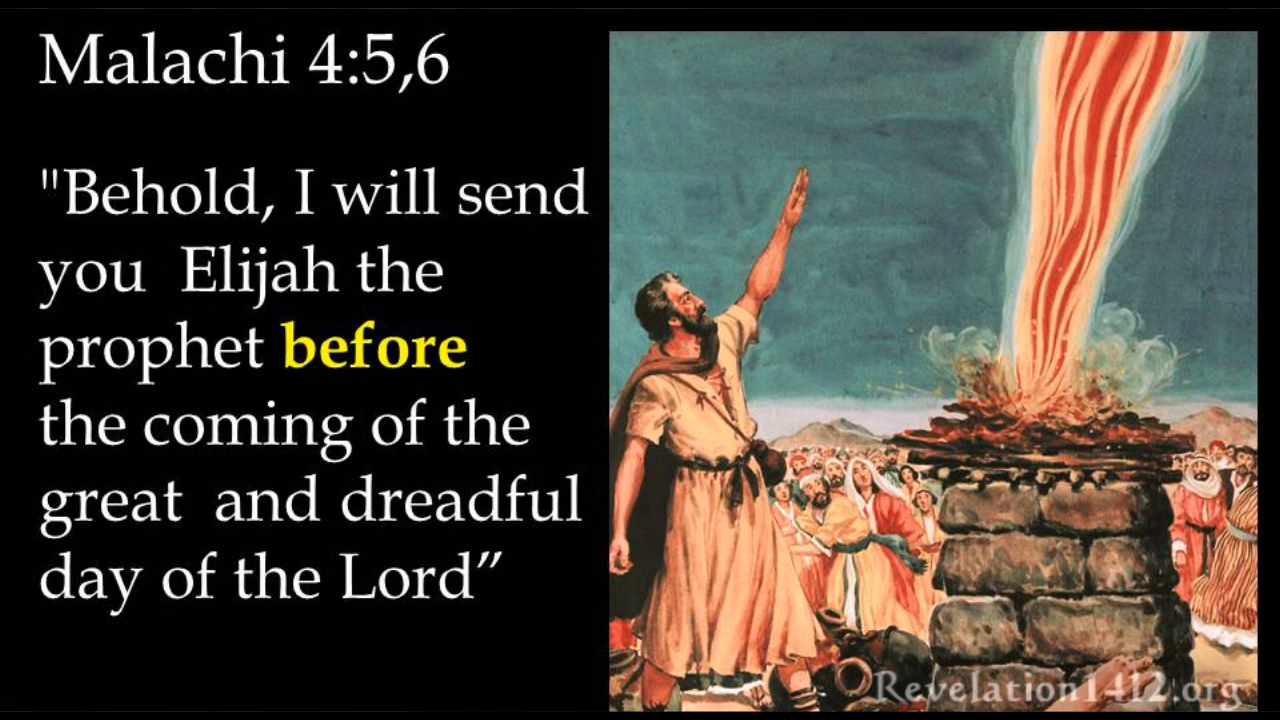 Malachi 4:5,6
"Behold, I will send
you  Elijah the
prophet before
the coming of the
great  and dreadful
day of the Lord”
Revelation1412.org